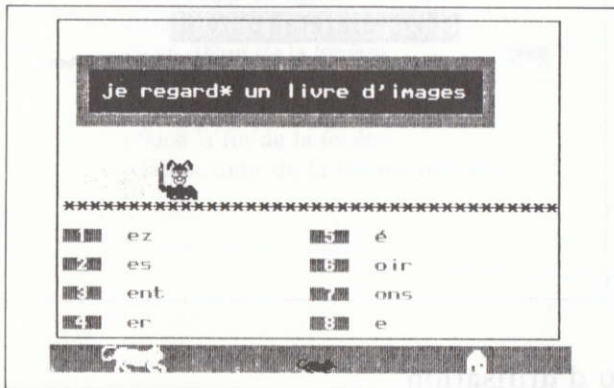 je regard* un livre d'images
1 ez 5 é
2 es 6 oir
3 ent 7 ons
4 er 8 e